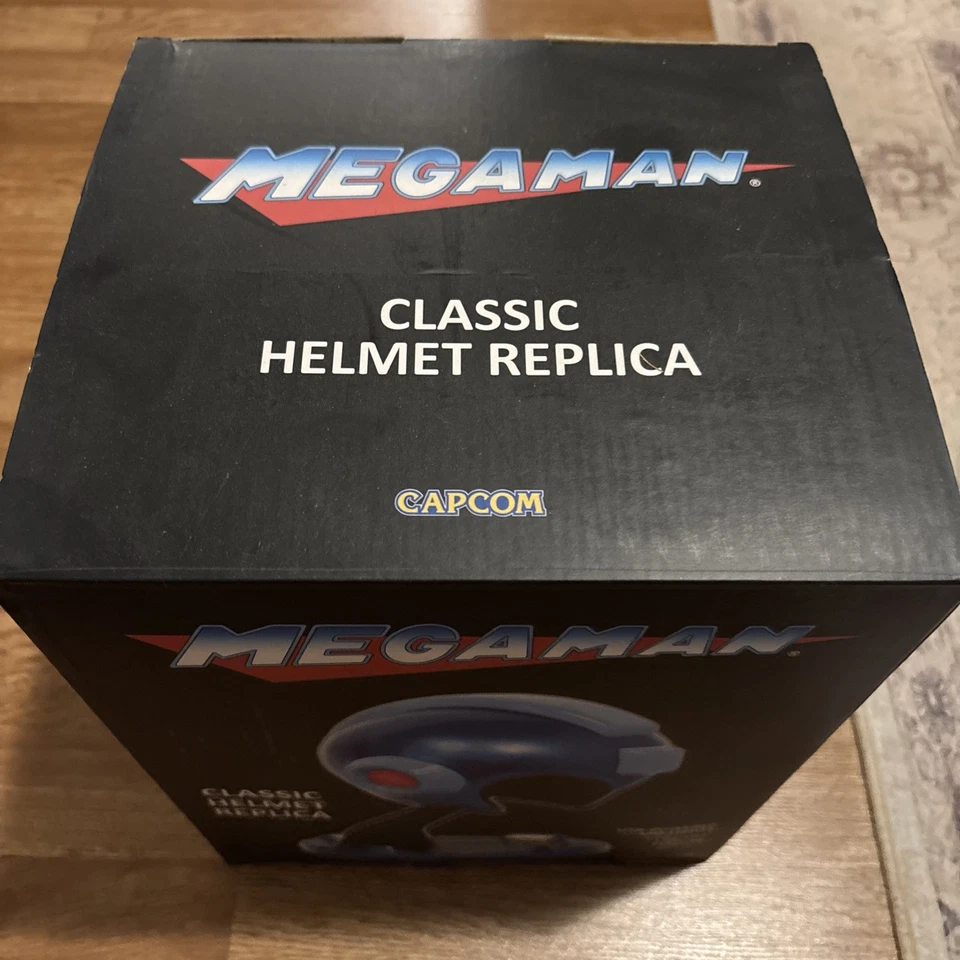 MEGAMAN®
CLASSIC
HELMET REPLICA
CAPCOM
MEGAMAN®
CLASSIC
HELMET
REPLICA